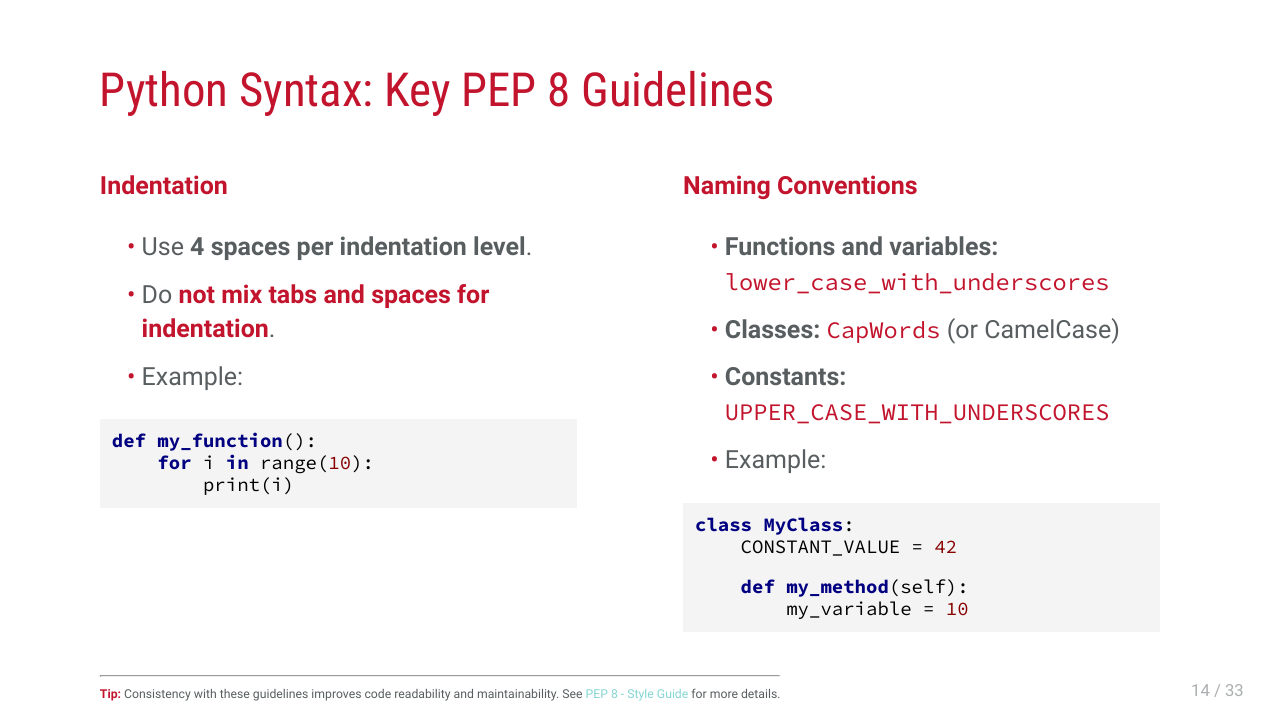 Python Syntax: Key PEP 8 Guidelines
Indentation
• Use 4 spaces per indentation level.
• Do not mix tabs and spaces for
indentation.
• Example:
def my_function():
    for i in range(10):
        print(i)
Naming Conventions
• Functions and variables:
lower_case_with_underscores
• Classes: CapWords (or CamelCase)
• Constants:
UPPER_CASE_WITH_UNDERSCORES
• Example:
class MyClass:
    CONSTANT_VALUE = 42
    def my_method(self):
        my_variable = 10
Tip: Consistency with these guidelines improves code readability and maintainability. See PEP 8 - Style Guide for more details.
14 / 33